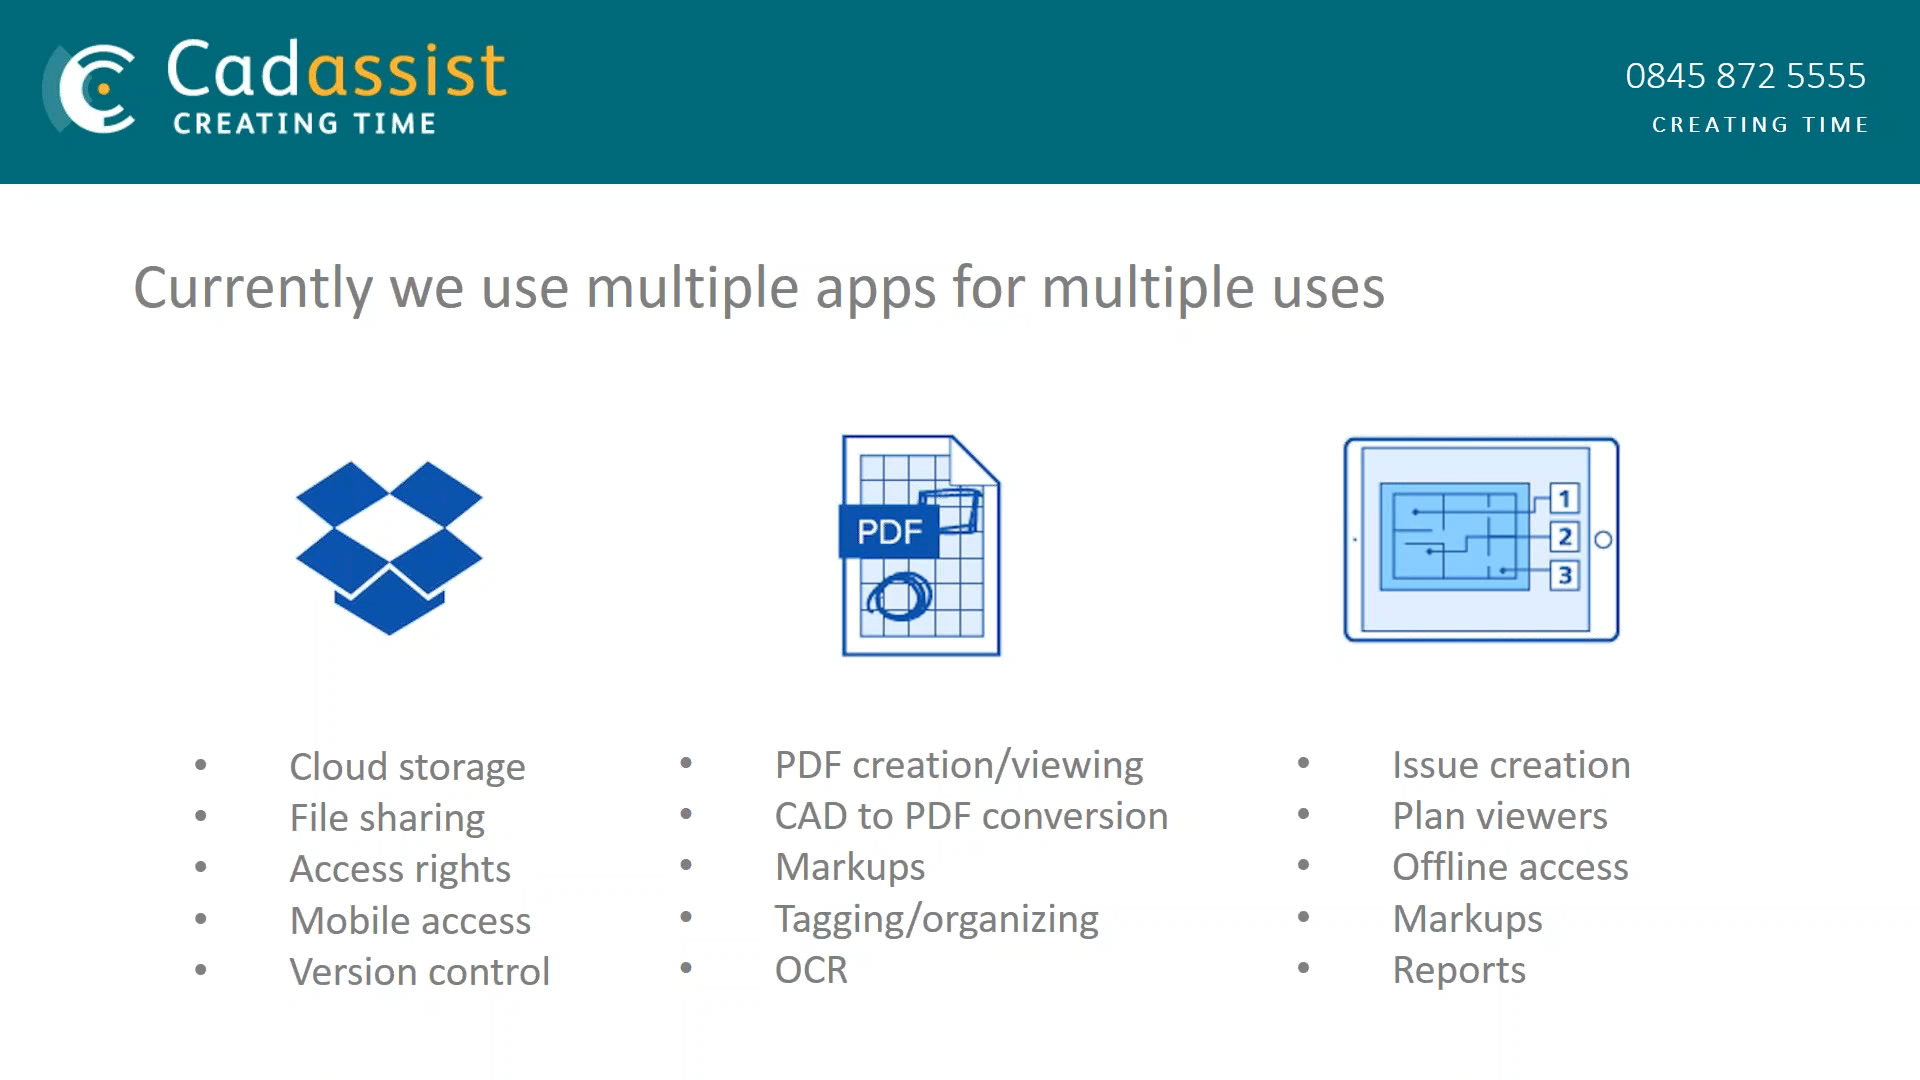 Cadassist
CREATING TIME
0845 872 5555
CREATING TIME
Currently we use multiple apps for multiple uses
PDF
1
2
3
• Cloud storage
• File sharing
• Access rights
• Mobile access
• Version control
• PDF creation/viewing
• CAD to PDF conversion
• Markups
• Tagging/organizing
• OCR
• Issue creation
• Plan viewers
• Offline access
• Markups
• Reports